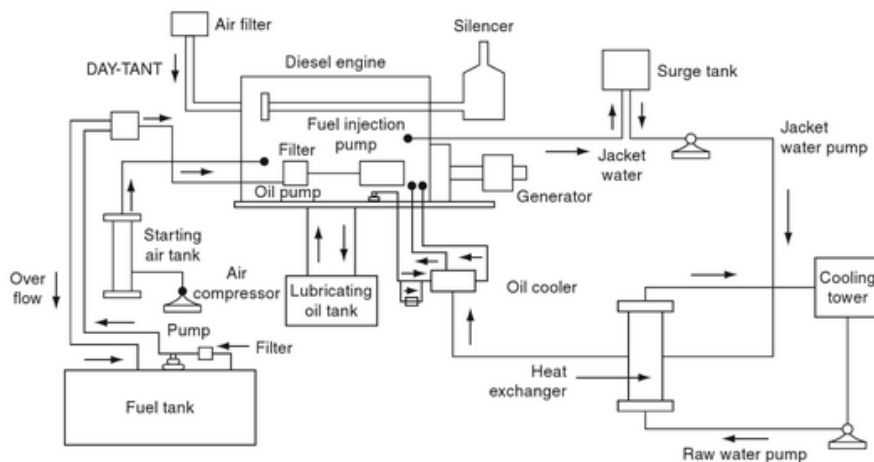 Air filter
Silencer
DAY-TANT
Diesel engine
Surge tank
Fuel injection
pump
Filter
Jacket
water
Jacket
water pump
Oil pump
Generator
Starting
air tank
Over
flow
Air
compressor
Lubricating
oil tank
Oil cooler
Cooling
tower
Pump
Filter
Heat
exchanger
Fuel tank
Raw water pump